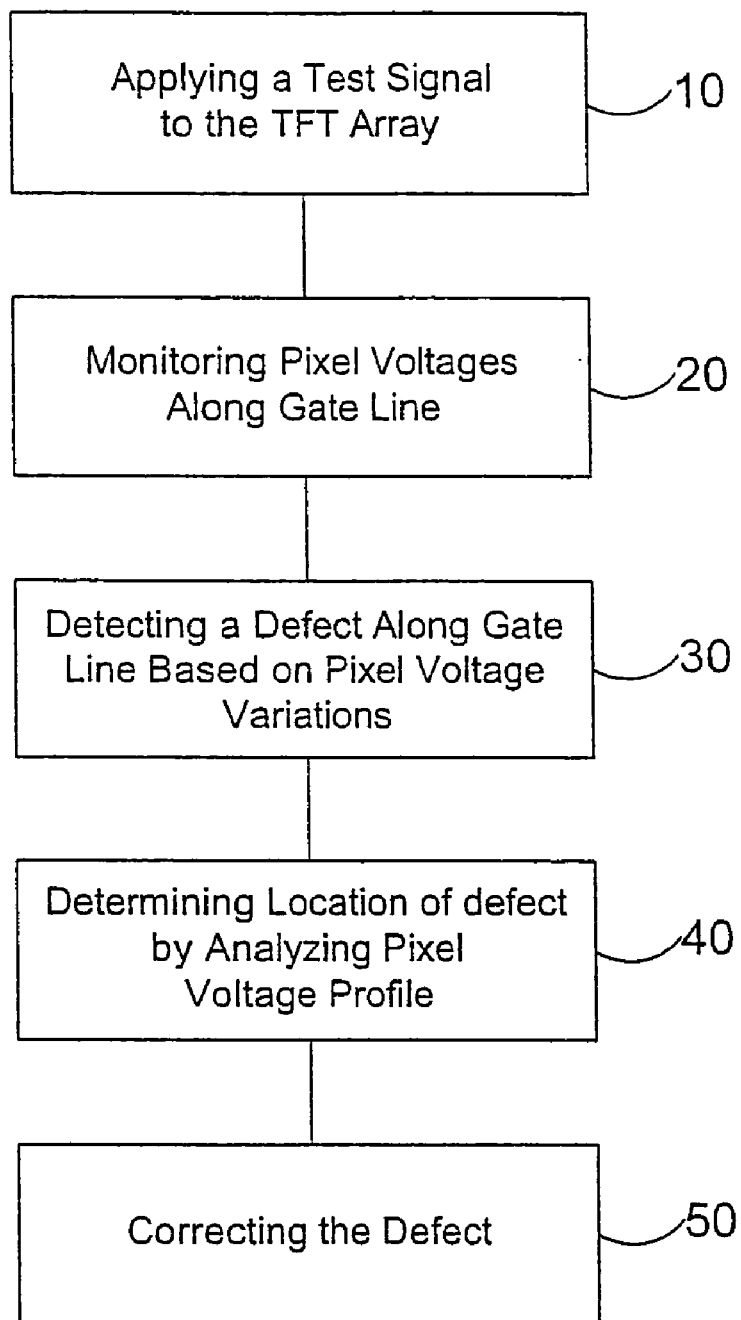 Applying a Test Signal
to the TFT Array
10
Monitoring Pixel Voltages
Along Gate Line
20
Detecting a Defect Along Gate
Line Based on Pixel Voltage
Variations
30
Determining Location of defect
by Analyzing Pixel
Voltage Profile
40
Correcting the Defect
50